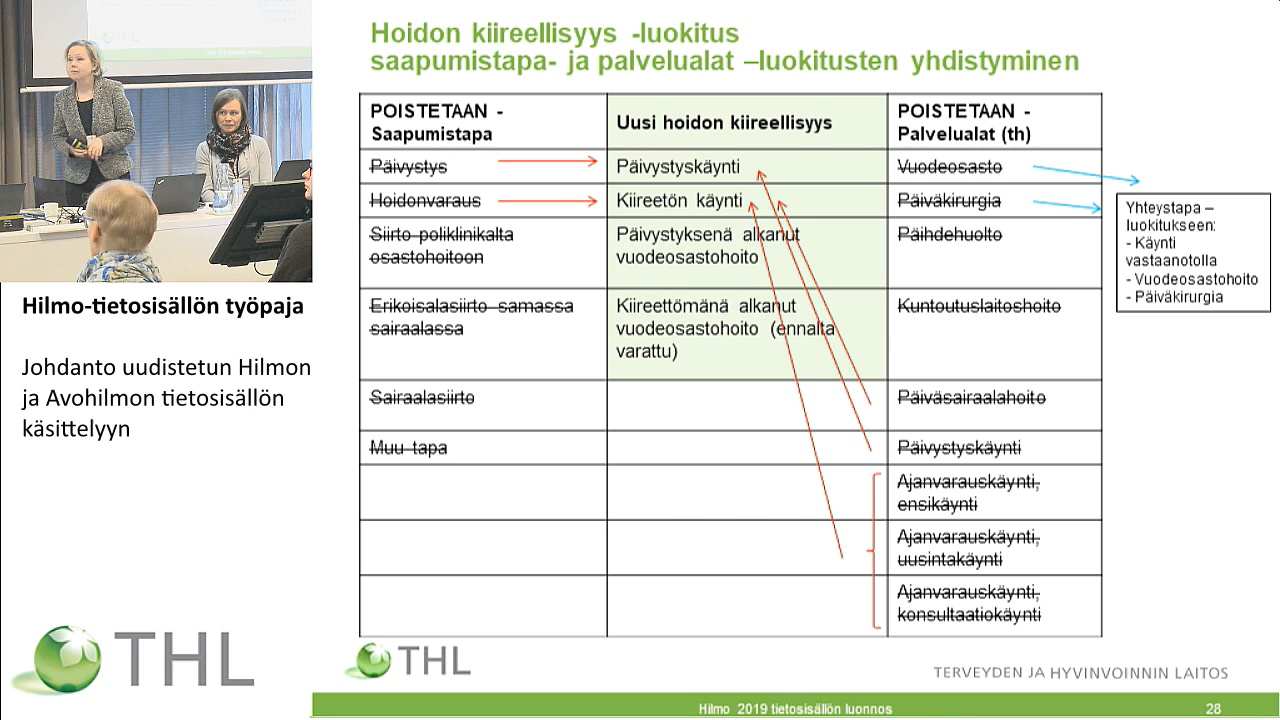 Hoidon kiireellisyys -luokitus
saapumistapa- ja palvelualat –luokitusten yhdistyminen
POISTETAAN -
Saapumistapa
Uusi hoidon kiireellisyys
POISTETAAN -
Palvelualat (th)
Päivystys
Päivystyskäynti
Vuodeosasto
Hoidonvaraus
Kiireetön käynti
Päiväkirurgia
Siirto poliklinikalta
osastohoitoon
Päivystyksenä alkanut
vuodeosastohoito
Päihdehuolto
Erikoisalasiirto samassa
sairaalassa
Kiireettömänä alkanut
vuodeosastohoito (ennalta
varattu)
Kuntoutuslaitoshoito
Sairaalasiirto
Päiväsairaalahoito
Muu tapa
Päivystyskäynti
Ajanvarauskäynti,
ensikäynti
Ajanvarauskäynti,
uusintakäynti
Ajanvarauskäynti,
konsultaatiokäynti
Yhteystapa –
luokitukseen:
- Käynti
vastaanotolla
- Vuodeosastohoito
- Päiväkirurgia
Hilmo-tietosisällön työpaja
Johdanto uudistetun Hilmon
ja Avohilmon tietosisällön
käsittelyyn
THL
THL
TERVEYDEN JA HYVINVOINNIN LAITOS
Hilmo 2019 tietosisällön luonnos
28